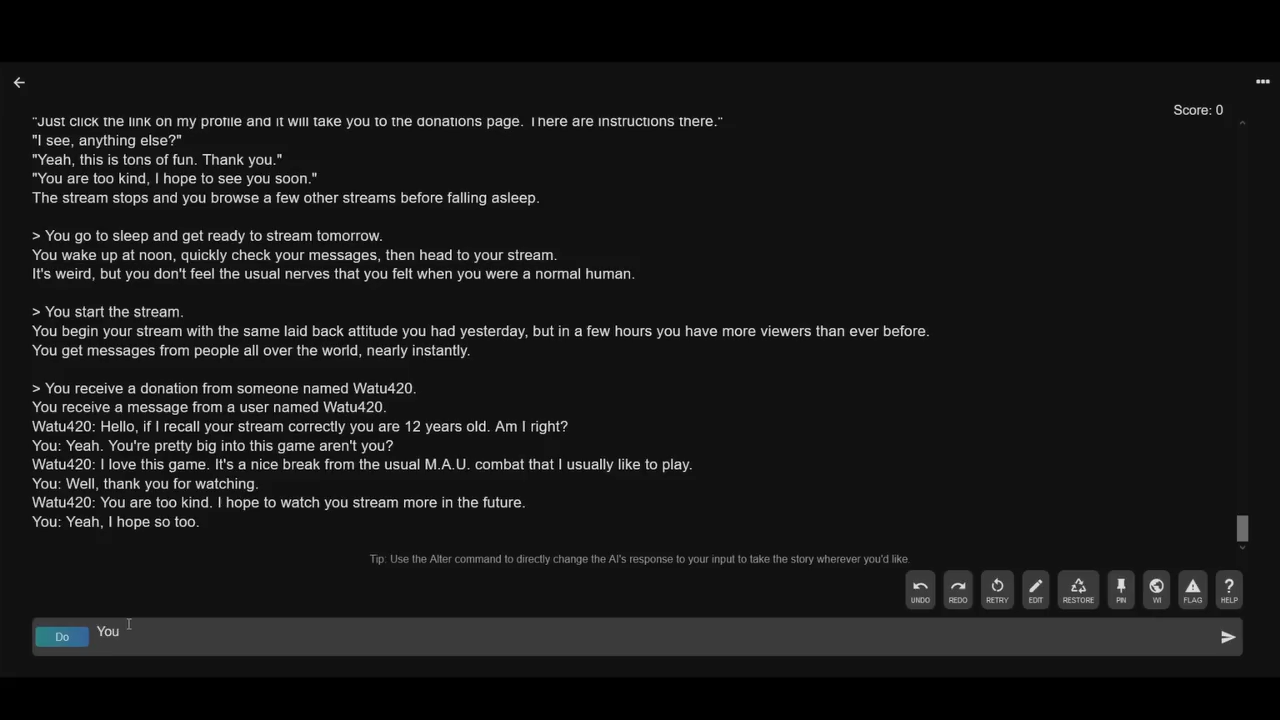 Score: 0
"Just click the link on my profile and it will take you to the donations page. There are instructions there."
"I see, anything else?"
"Yeah, this is tons of fun. Thank you."
"You are too kind, I hope to see you soon."
The stream stops and you browse a few other streams before falling asleep.
> You go to sleep and get ready to stream tomorrow.
You wake up at noon, quickly check your messages, then head to your stream.
It's weird, but you don't feel the usual nerves that you felt when you were a normal human.
> You start the stream.
You begin your stream with the same laid back attitude you had yesterday, but in a few hours you have more viewers than ever before.
You get messages from people all over the world, nearly instantly.
> You receive a donation from someone named Watu420.
You receive a message from a user named Watu420.
Watu420: Hello, if I recall your stream correctly you are 12 years old. Am I right?
You: Yeah. You're pretty big into this game aren't you?
Watu420: I love this game. It's a nice break from the usual M.A.U. combat that I usually like to play.
You: Well, thank you for watching.
Watu420: You are too kind. I hope to watch you stream more in the future.
You: Yeah, I hope so too.
Tip: Use the Alter command to directly change the AI's response to your input to take the story wherever you'd like.
UNDO REDO RETRY EDIT RESTORE PIN WI FLAG HELP
Do You